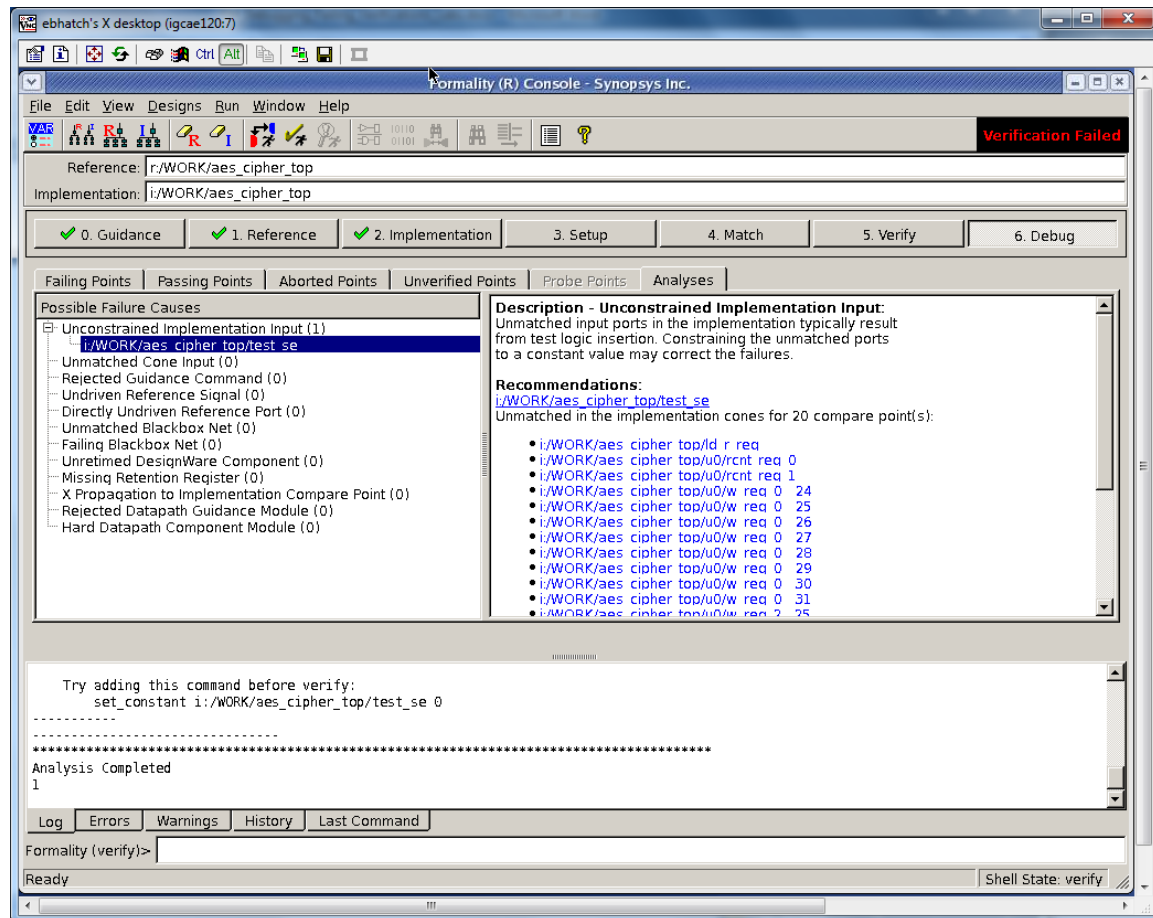 ebhatch's X desktop (igcae120:7)
Ctrl Alt
Formality (R) Console - Synopsys Inc.
File Edit View Designs Run Window Help
Verification Failed
Reference: r:/WORK/aes_cipher_top
Implementation: i:/WORK/aes_cipher_top
0. Guidance 1. Reference 2. Implementation 3. Setup 4. Match 5. Verify 6. Debug
Failing Points Passing Points Aborted Points Unverified Points Probe Points Analyses
Possible Failure Causes
Unconstrained Implementation Input (1)
i:/WORK/aes_cipher_top/test_se
Unmatched Cone Input (0)
Rejected Guidance Command (0)
Undriven Reference Signal (0)
Directly Undriven Reference Port (0)
Unmatched Blackbox Net (0)
Failing Blackbox Net (0)
Unretimed DesignWare Component (0)
Missing Retention Register (0)
X Propagation to Implementation Compare Point (0)
Rejected Datapath Guidance Module (0)
Hard Datapath Component Module (0)
Description - Unconstrained Implementation Input:
Unmatched input ports in the implementation typically result
from test logic insertion. Constraining the unmatched ports
to a constant value may correct the failures.
Recommendations:
i:/WORK/aes_cipher_top/test_se
Unmatched in the implementation cones for 20 compare point(s):
i:/WORK/aes_cipher_top/ld_r_reg
i:/WORK/aes_cipher_top/u0/rcnt_reg_0
i:/WORK/aes_cipher_top/u0/rcnt_reg_1
i:/WORK/aes_cipher_top/u0/w_reg_0__24
i:/WORK/aes_cipher_top/u0/w_reg_0__25
i:/WORK/aes_cipher_top/u0/w_reg_0__26
i:/WORK/aes_cipher_top/u0/w_reg_0__27
i:/WORK/aes_cipher_top/u0/w_reg_0__28
i:/WORK/aes_cipher_top/u0/w_reg_0__29
i:/WORK/aes_cipher_top/u0/w_reg_0__30
i:/WORK/aes_cipher_top/u0/w_reg_0__31
i:/WORK/aes_cipher_top/u0/w_reg_2__25
Try adding this command before verify:
set_constant i:/WORK/aes_cipher_top/test_se 0
-----------
--------------------------------
****************************************************************************************
Analysis Completed
1
Log Errors Warnings History Last Command
Formality (verify)>
Ready Shell State: verify